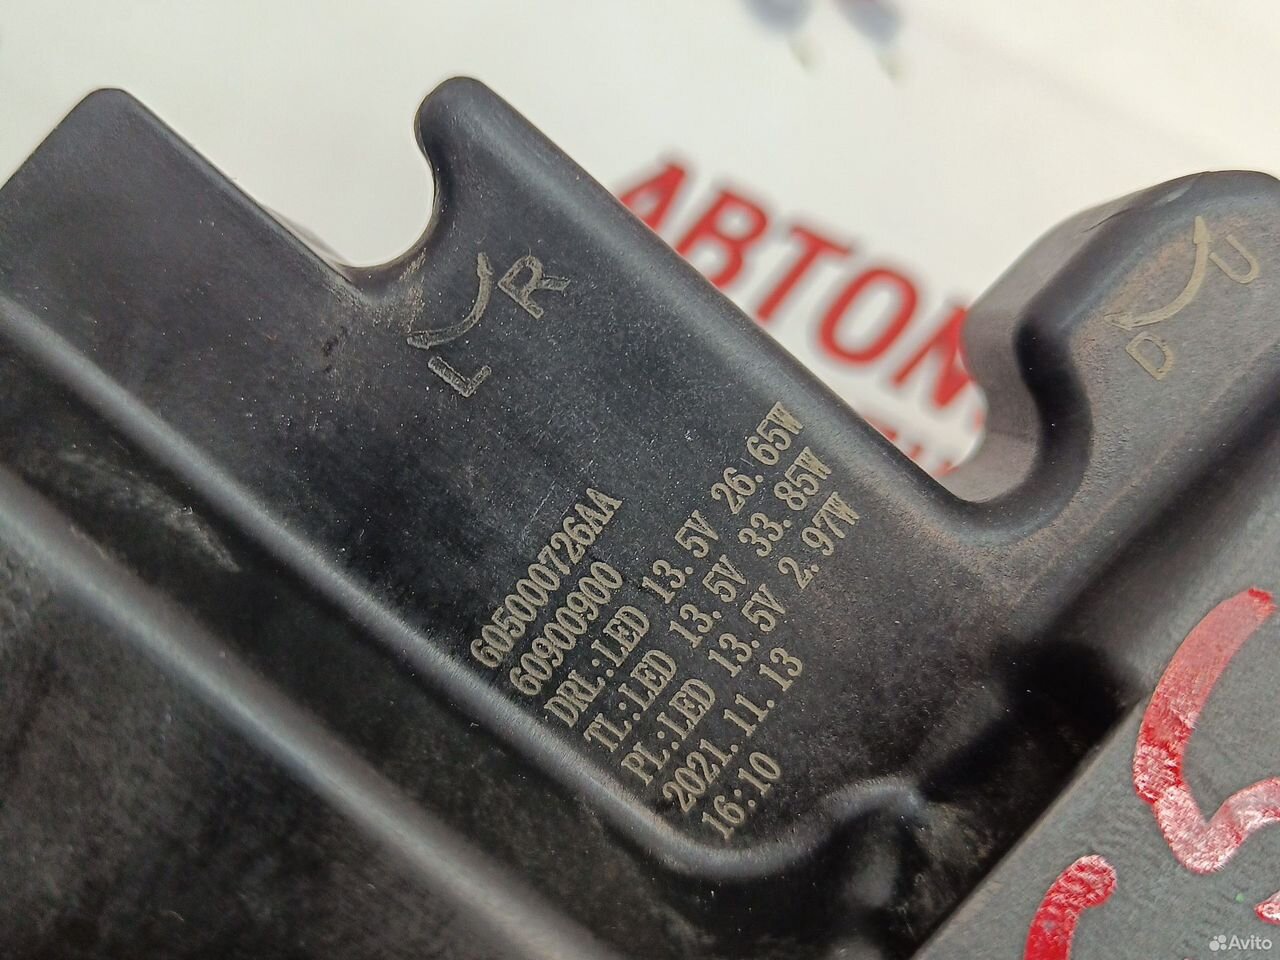 АВТОМ
L R
D U
605000726AA
60900900
DRL:LED 13.5V 26.65W
TL:LED 13.5V 33.85W
PL:LED 13.5V 2.97W
2021.11.13
16:10
Avito